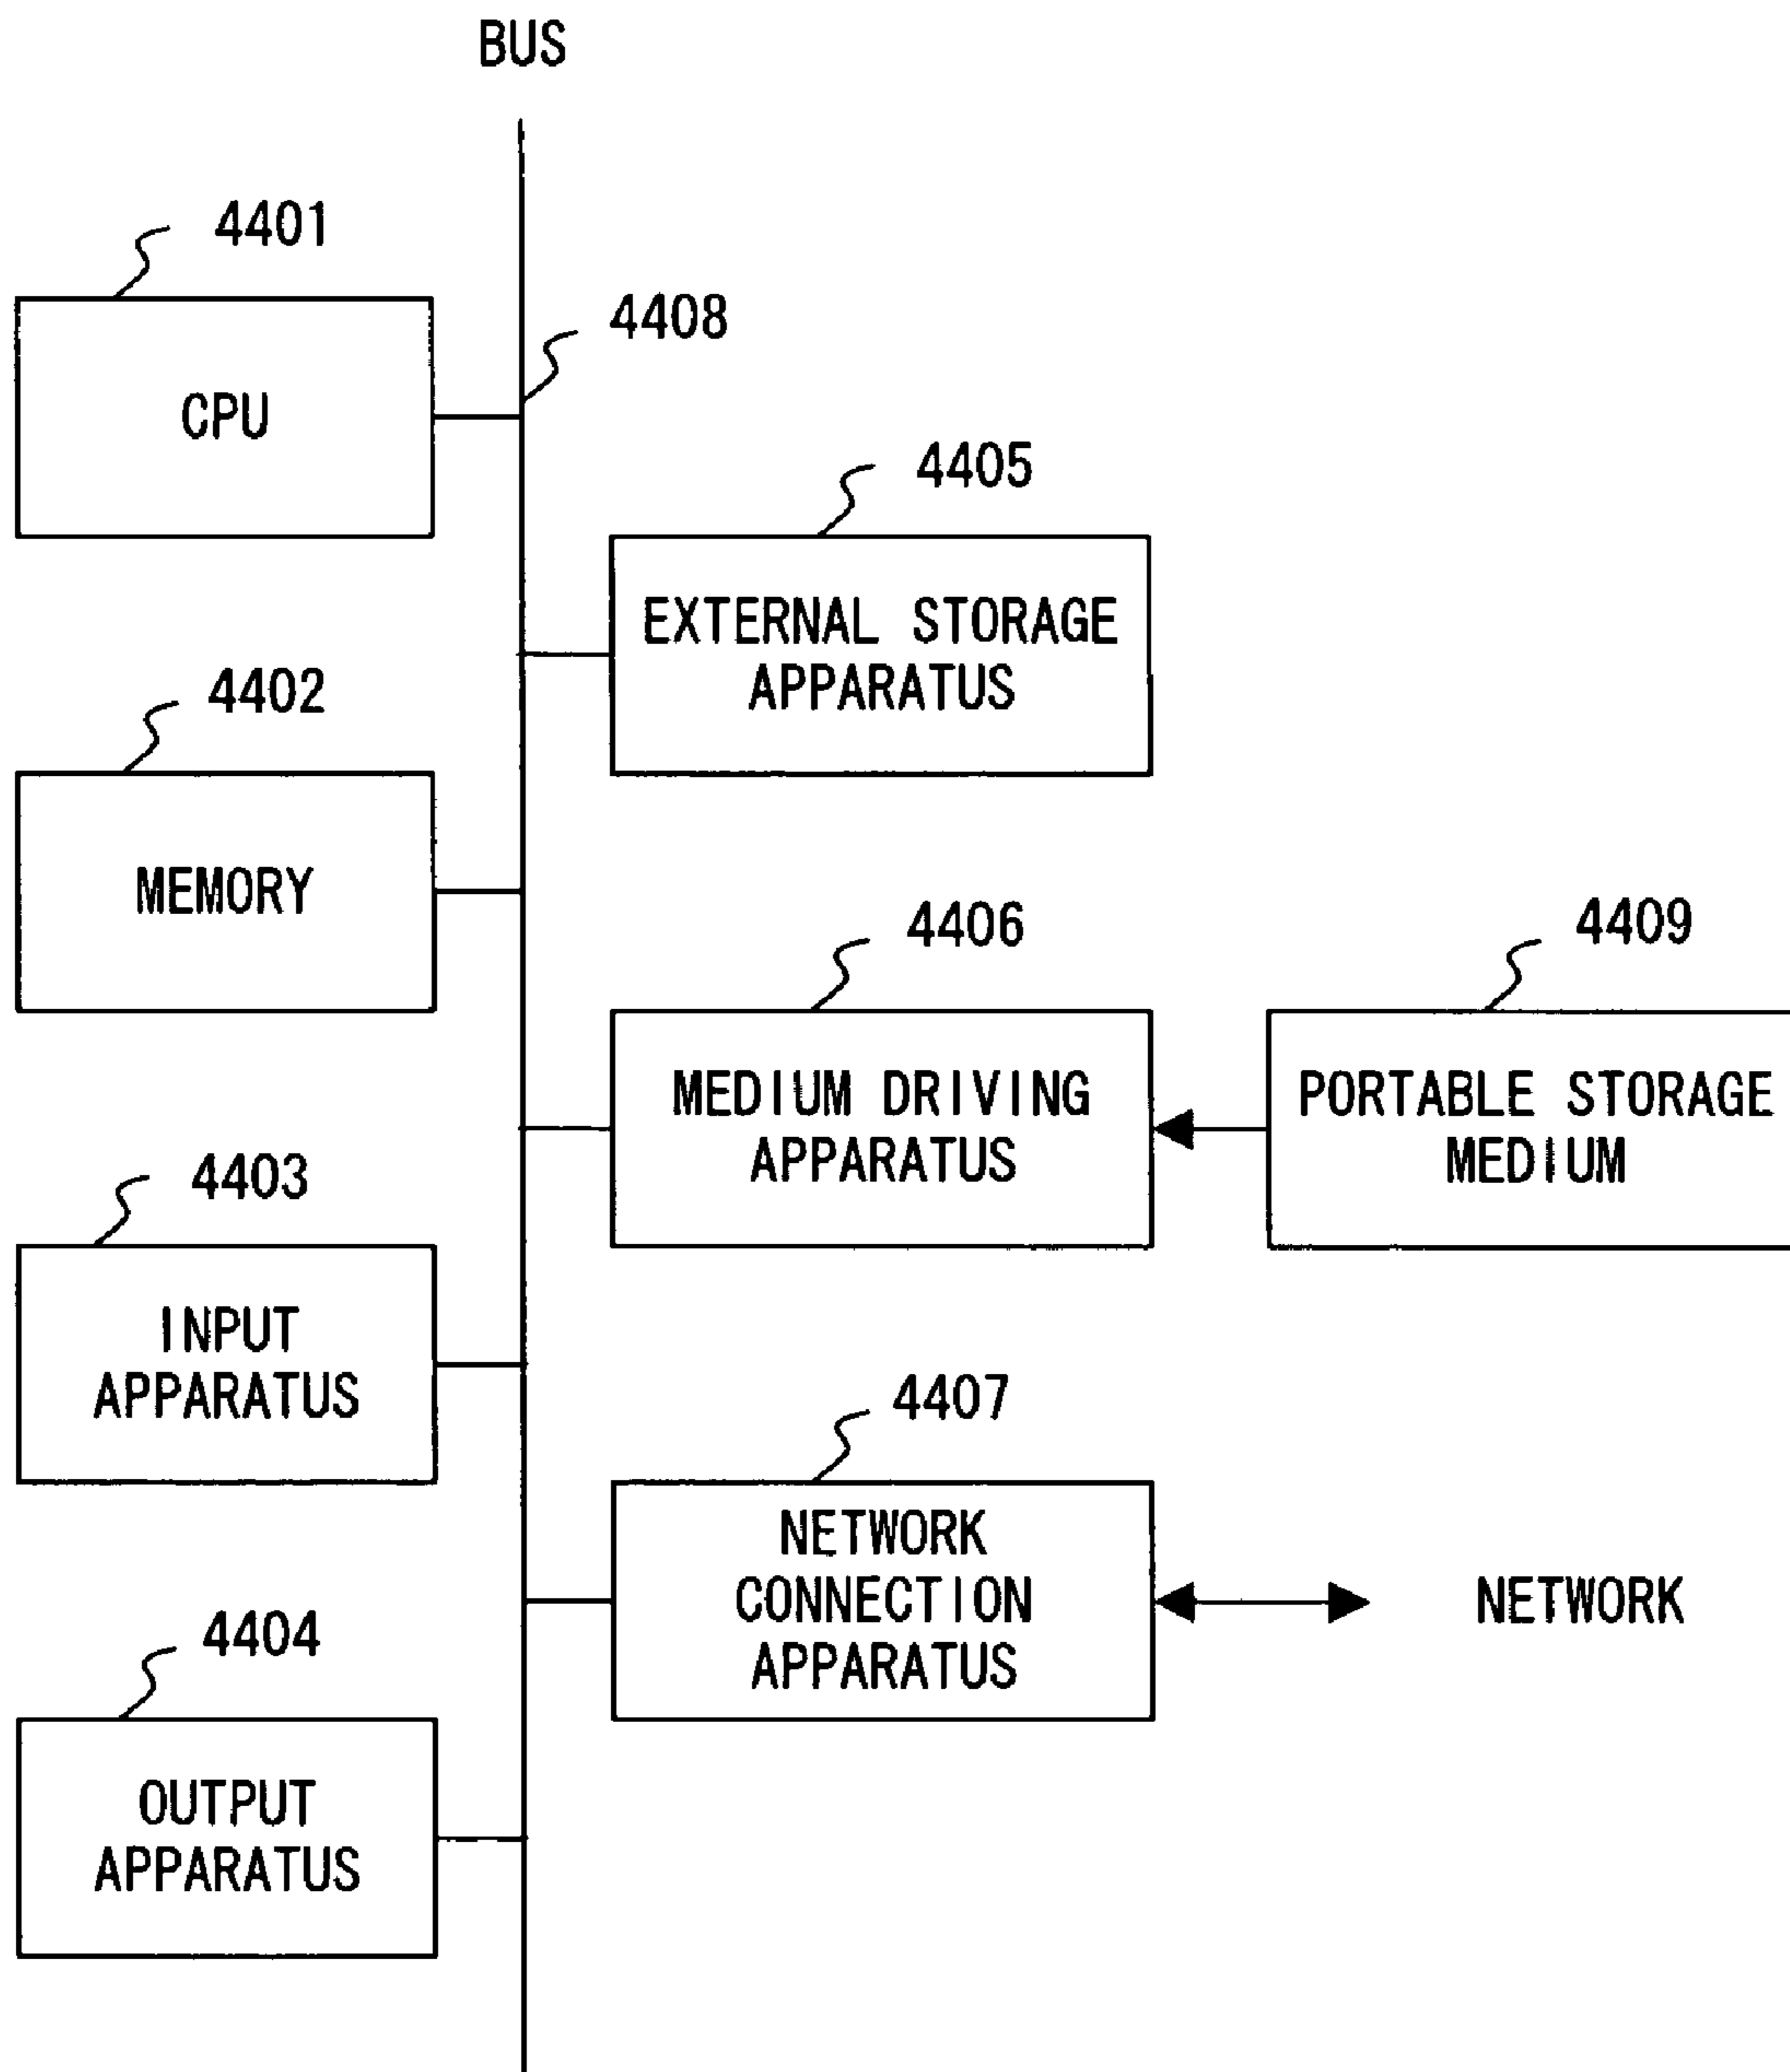 BUS
4401
CPU
4408
4405
EXTERNAL STORAGE
APPARATUS
4402
MEMORY
4406
MEDIUM DRIVING
APPARATUS
4409
PORTABLE STORAGE
MEDIUM
4403
INPUT
APPARATUS
4407
NETWORK
CONNECTION
APPARATUS
NETWORK
4404
OUTPUT
APPARATUS